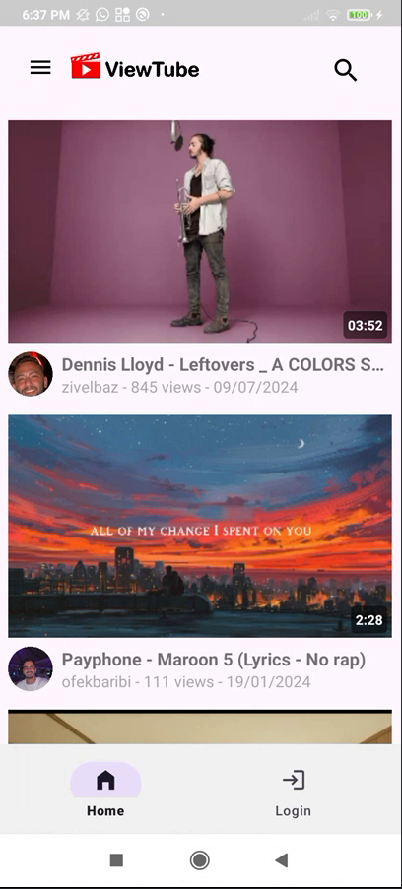 6:37 PM
100
ViewTube
03:52
Dennis Lloyd - Leftovers _ A COLORS S...
zivelbaz - 845 views - 09/07/2024
ALL OF MY CHANGE I SPENT ON YOU
2:28
Payphone - Maroon 5 (Lyrics - No rap)
ofekbaribi - 111 views - 19/01/2024
Home
Login